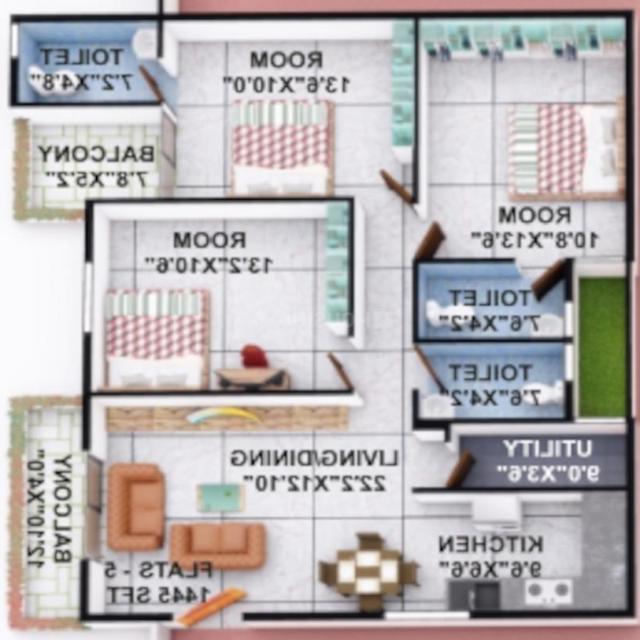 TOILET
7'2"X4'8"
ROOM
13'6"X10'0"
BALCONY
7'8"X5'2"
ROOM
10'8"X13'6"
ROOM
13'2"X10'6"
TOILET
7'6"X4'2"
TOILET
7'6"X4'2"
UTILITY
9'0"X3'6"
LIVING/DINING
22'2"X12'10"
BALCONY
12'10"X4'0"
KITCHEN
9'6"X6'6"
FLATS - 5
1445 SFT